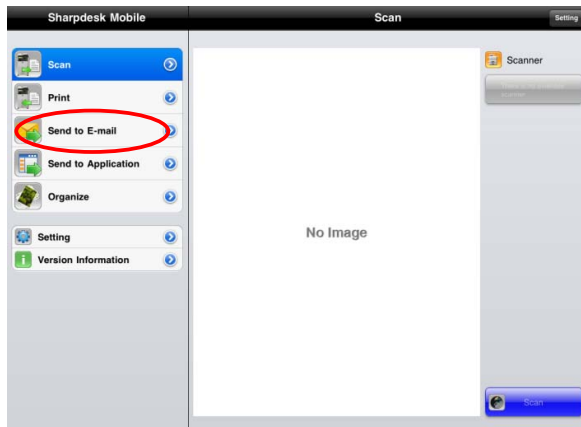 Sharpdesk Mobile
Scan
Setting
Scan
Print
Send to E-mail
Send to Application
Organize
Setting
Version Information
No Image
Scanner
scanner
Scan